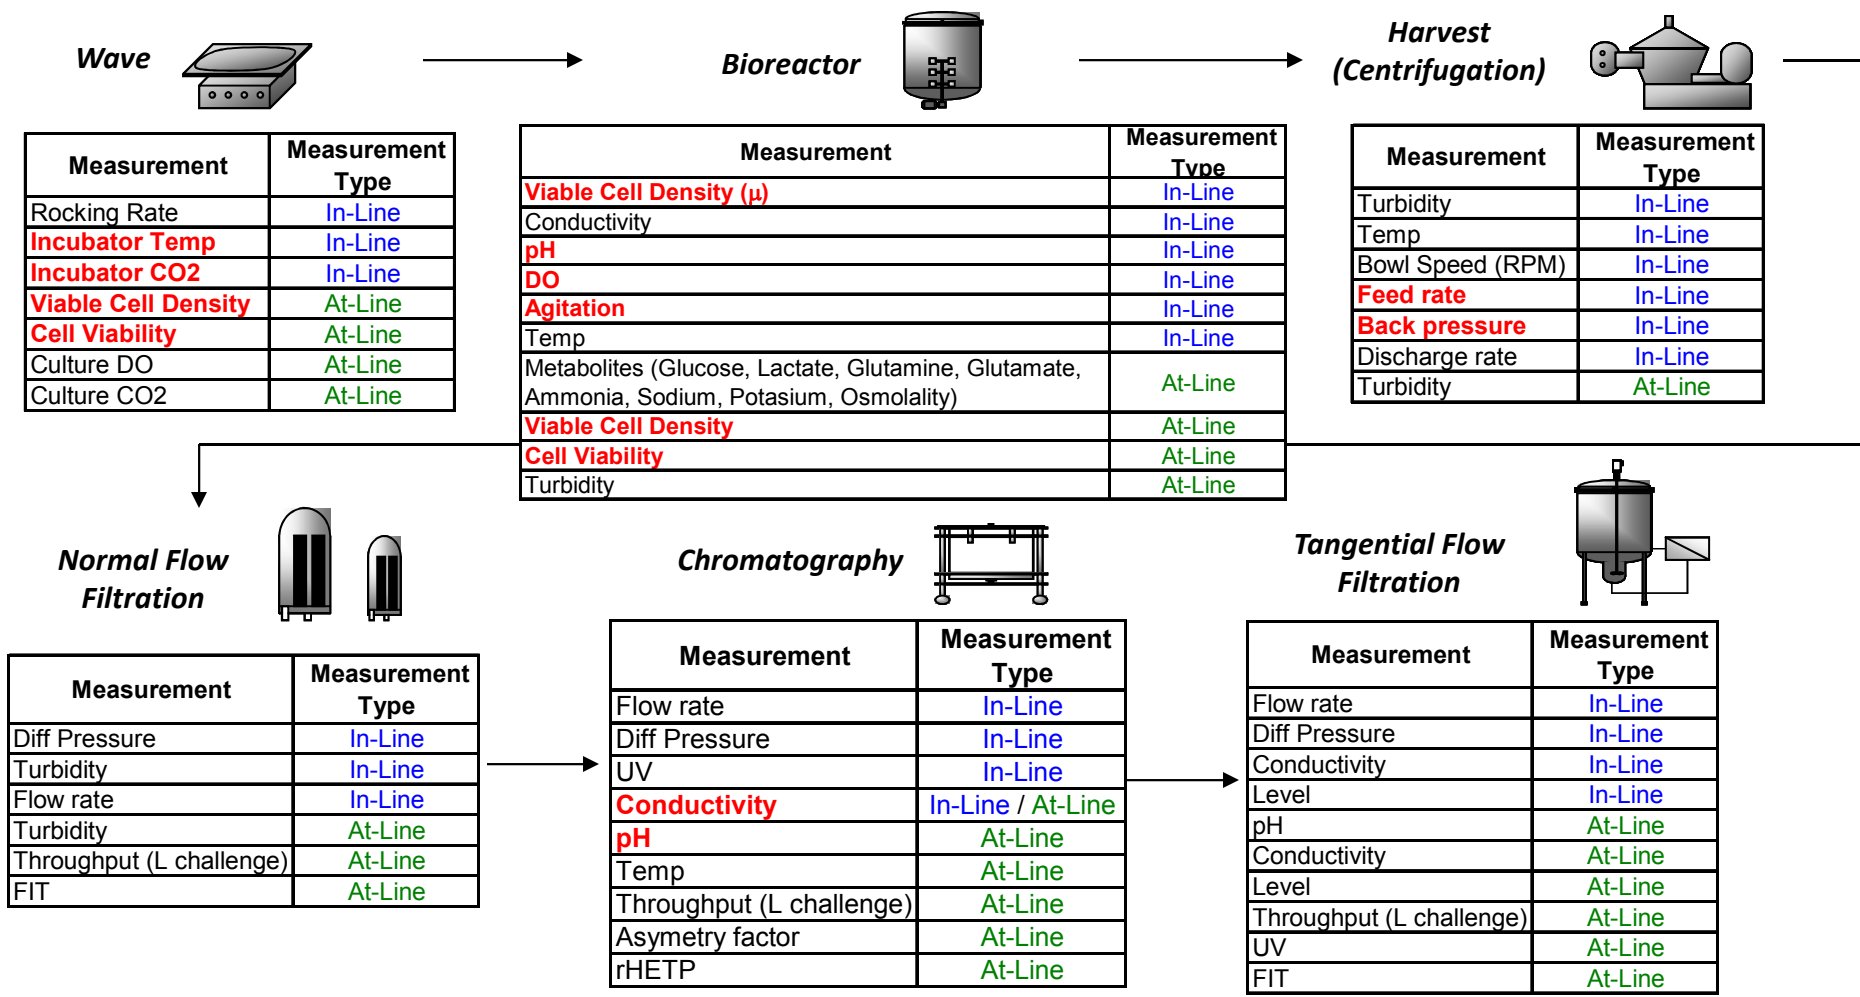 Wave
Measurement Measurement Type
Rocking Rate In-Line
Incubator Temp In-Line
Incubator CO2 In-Line
Viable Cell Density At-Line
Cell Viability At-Line
Culture DO At-Line
Culture CO2 At-Line
Bioreactor
Measurement Measurement Type
Viable Cell Density (μ) In-Line
Conductivity In-Line
pH In-Line
DO In-Line
Agitation In-Line
Temp In-Line
Metabolites (Glucose, Lactate, Glutamine, Glutamate,
Ammonia, Sodium, Potasium, Osmolality) At-Line
Viable Cell Density At-Line
Cell Viability At-Line
Turbidity At-Line
Harvest
(Centrifugation)
Measurement Measurement Type
Turbidity In-Line
Temp In-Line
Bowl Speed (RPM) In-Line
Feed rate In-Line
Back pressure In-Line
Discharge rate In-Line
Turbidity At-Line
Normal Flow
Filtration
Measurement Measurement Type
Diff Pressure In-Line
Turbidity In-Line
Flow rate In-Line
Turbidity At-Line
Throughput (L challenge) At-Line
FIT At-Line
Chromatography
Measurement Measurement Type
Flow rate In-Line
Diff Pressure In-Line
UV In-Line
Conductivity In-Line / At-Line
pH At-Line
Temp At-Line
Throughput (L challenge) At-Line
Asymetry factor At-Line
rHETP At-Line
Tangential Flow
Filtration
Measurement Measurement Type
Flow rate In-Line
Diff Pressure In-Line
Conductivity In-Line
Level In-Line
pH At-Line
Conductivity At-Line
Level At-Line
Throughput (L challenge) At-Line
UV At-Line
FIT At-Line